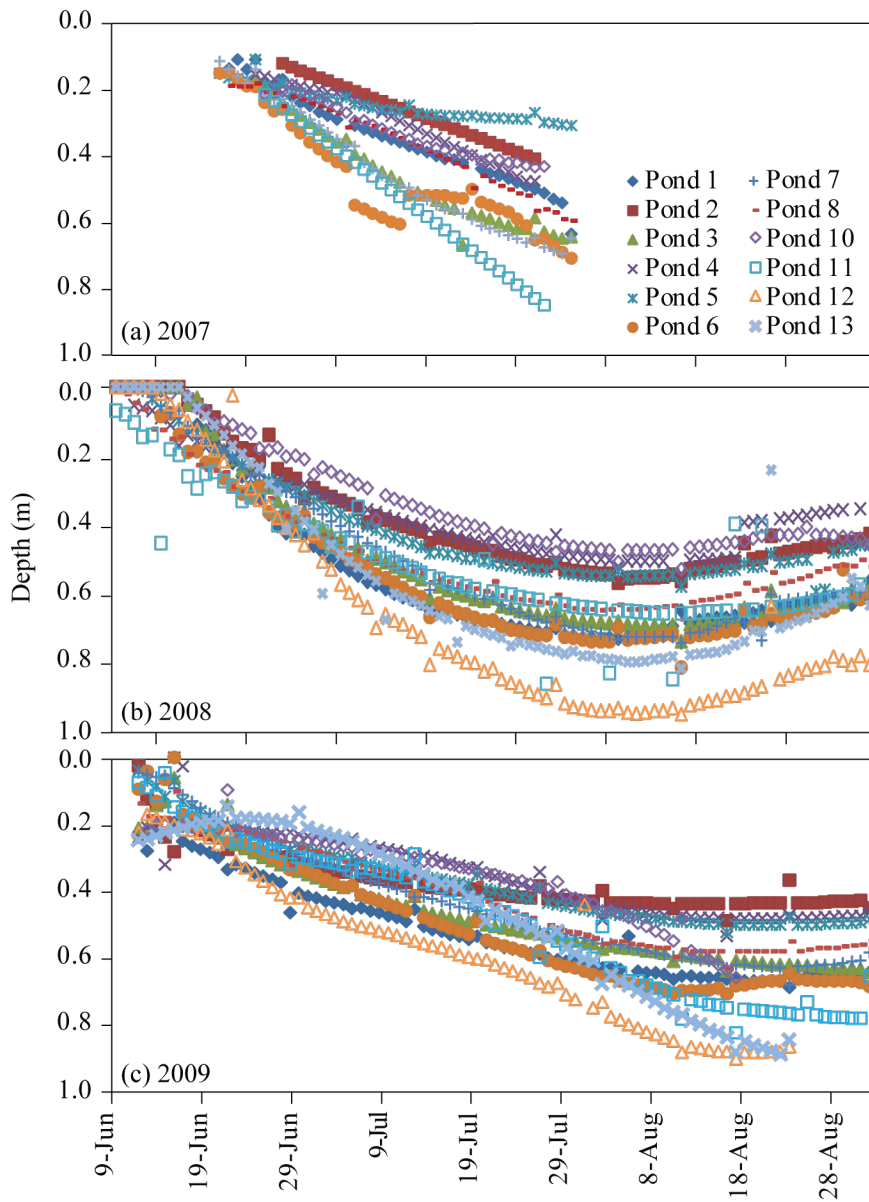 0.0
0.2
0.4
0.6
0.8
1.0
(a) 2007
Pond 1
Pond 2
Pond 3
Pond 4
Pond 5
Pond 6
Pond 7
Pond 8
Pond 10
Pond 11
Pond 12
Pond 13
0.0
0.2
0.4
0.6
0.8
1.0
Depth (m)
(b) 2008
0.0
0.2
0.4
0.6
0.8
1.0
(c) 2009
9-Jun
19-Jun
29-Jun
9-Jul
19-Jul
29-Jul
8-Aug
18-Aug
28-Aug